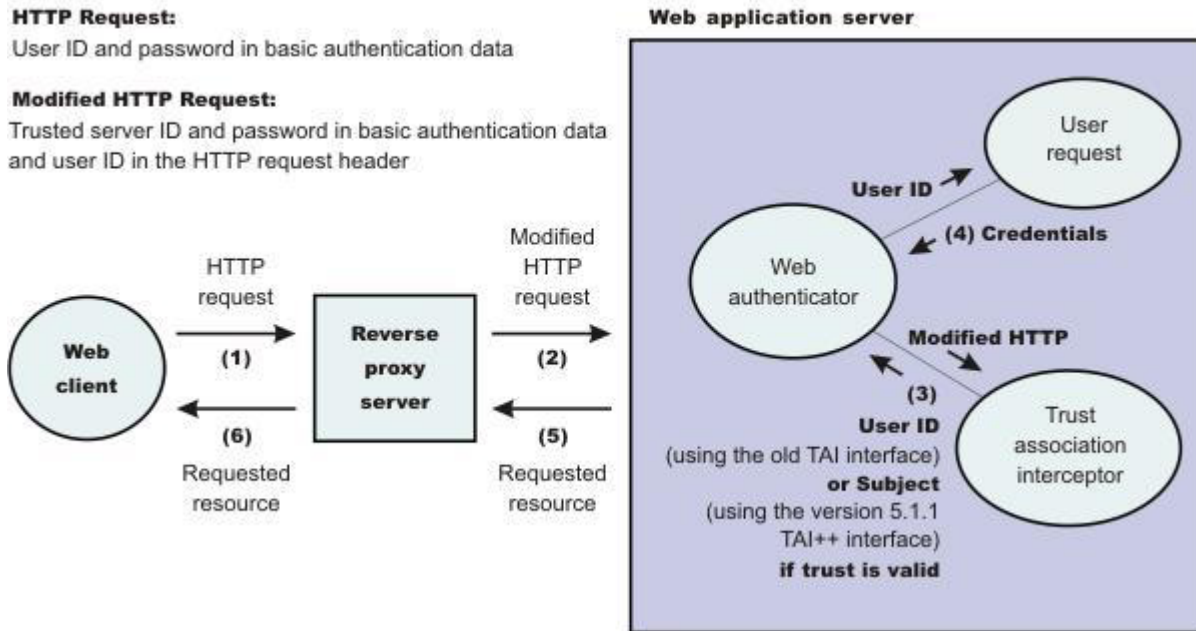 HTTP Request:
User ID and password in basic authentication data
Modified HTTP Request:
Trusted server ID and password in basic authentication data
and user ID in the HTTP request header
Web
client
HTTP
request
(1)
(6)
Requested
resource
Reverse
proxy
server
Modified
HTTP
request
(2)
(5)
Requested
resource
Web application server
User
request
User ID
(4) Credentials
Web
authenticator
Modified HTTP
(3)
User ID
(using the old TAI interface)
or Subject
(using the version 5.1.1
TAI++ interface)
if trust is valid
Trust
association
interceptor